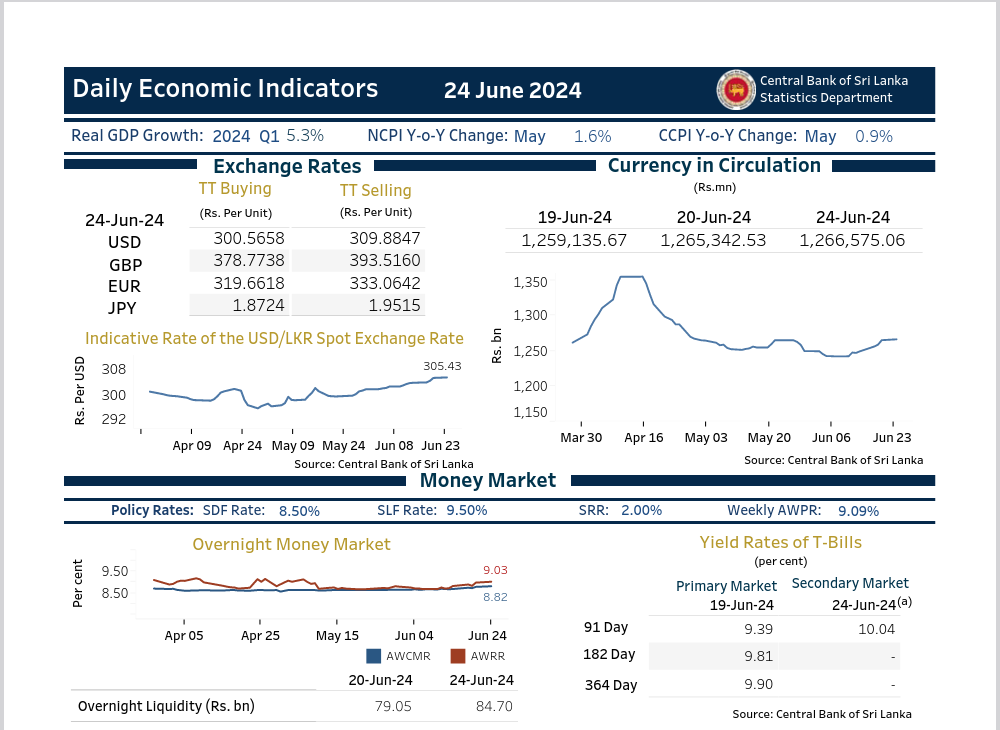 Daily Economic Indicators 24 June 2024 Central Bank of Sri Lanka
Statistics Department
Real GDP Growth: 2024 Q1 5.3% NCPI Y-o-Y Change: May 1.6% CCPI Y-o-Y Change: May 0.9%
Exchange Rates
TT Buying TT Selling
(Rs. Per Unit) (Rs. Per Unit)
24-Jun-24
USD 300.5658 309.8847
GBP 378.7738 393.5160
EUR 319.6618 333.0642
JPY 1.8724 1.9515
Indicative Rate of the USD/LKR Spot Exchange Rate
Rs. Per USD
308
300
292
305.43
Apr 09 Apr 24 May 09 May 24 Jun 08 Jun 23
Source: Central Bank of Sri Lanka
Currency in Circulation
(Rs.mn)
19-Jun-24 20-Jun-24 24-Jun-24
1,259,135.67 1,265,342.53 1,266,575.06
Rs. bn
1,350
1,300
1,250
1,200
1,150
Mar 30 Apr 16 May 03 May 20 Jun 06 Jun 23
Source: Central Bank of Sri Lanka
Money Market
Policy Rates: SDF Rate: 8.50% SLF Rate: 9.50% SRR: 2.00% Weekly AWPR: 9.09%
Overnight Money Market
Per cent
9.50
8.50
9.03
8.82
Apr 05 Apr 25 May 15 Jun 04 Jun 24
AWCMR AWRR
20-Jun-24 24-Jun-24
Overnight Liquidity (Rs. bn) 79.05 84.70
Yield Rates of T-Bills
(per cent)
Primary Market Secondary Market
19-Jun-24 24-Jun-24(a)
91 Day 9.39 10.04
182 Day 9.81 -
364 Day 9.90 -
Source: Central Bank of Sri Lanka